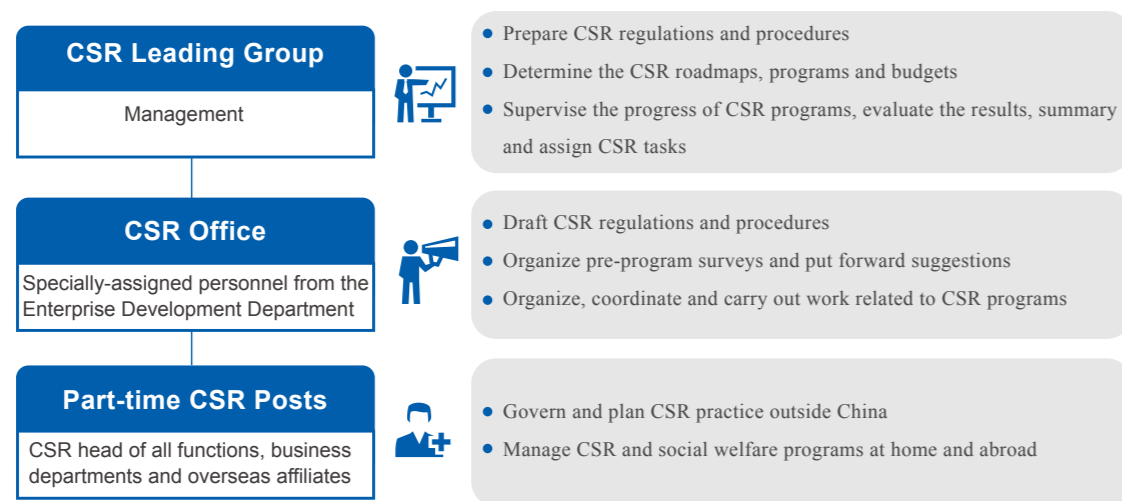 CSR Leading Group
Management
Prepare CSR regulations and procedures
Determine the CSR roadmaps, programs and budgets
Supervise the progress of CSR programs, evaluate the results, summary
and assign CSR tasks
CSR Office
Specially-assigned personnel from the
Enterprise Development Department
Draft CSR regulations and procedures
Organize pre-program surveys and put forward suggestions
Organize, coordinate and carry out work related to CSR programs
Part-time CSR Posts
CSR head of all functions, business
departments and overseas affiliates
Govern and plan CSR practice outside China
Manage CSR and social welfare programs at home and abroad